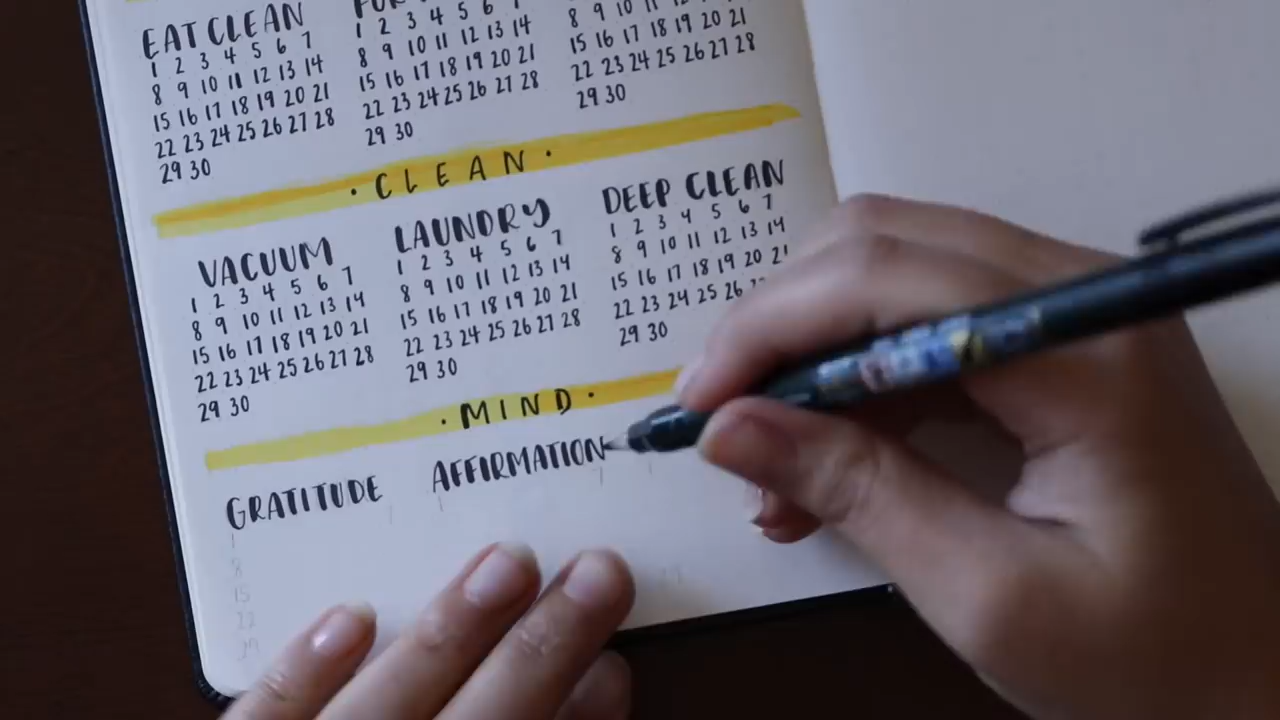 EAT CLEAN
1 2 3 4 5 6 7
8 9 10 11 12 13 14
15 16 17 18 19 20 21
22 23 24 25 26 27 28
29 30
1 2 3 4 5 6 7
8 9 10 11 12 13 14
15 16 17 18 19 20 21
22 23 24 25 26 27 28
29 30
8 9 10 11 12 13 14
15 16 17 18 19 20 21
22 23 24 25 26 27 28
29 30
· CLEAN ·
VACUUM
1 2 3 4 5 6 7
8 9 10 11 12 13 14
15 16 17 18 19 20 21
22 23 24 25 26 27 28
29 30
LAUNDRY
1 2 3 4 5 6 7
8 9 10 11 12 13 14
15 16 17 18 19 20 21
22 23 24 25 26 27 28
29 30
DEEP CLEAN
1 2 3 4 5 6 7
8 9 10 11 12 13 14
15 16 17 18 19 20 21
22 23 24 25 26
29 30
· MIND ·
GRATITUDE
1
8
15
22
29
AFFIRMATION